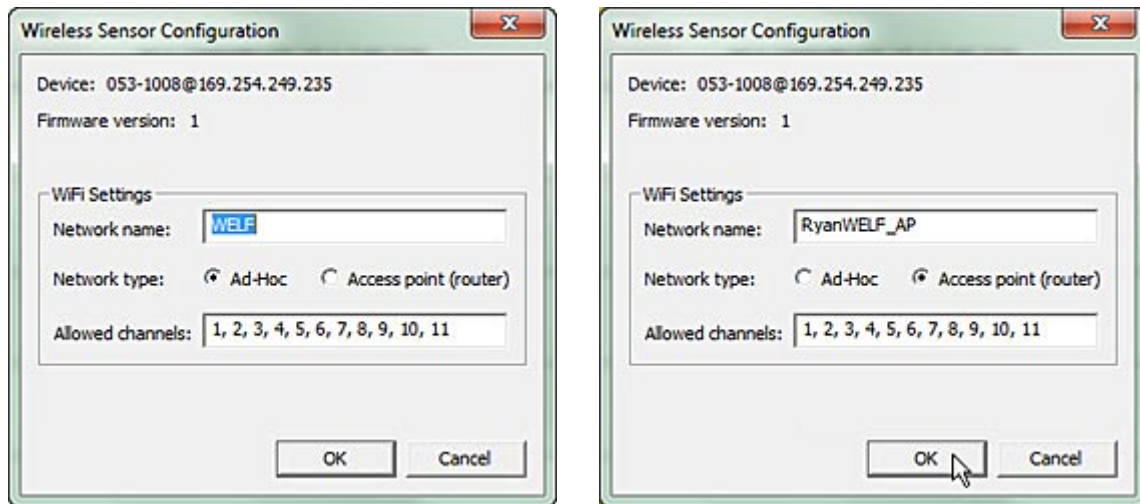 Wireless Sensor Configuration
Device: 053-1008@169.254.249.235
Firmware version: 1
WiFi Settings
Network name: WELF
Network type: Ad-Hoc Access point (router)
Allowed channels: 1, 2, 3, 4, 5, 6, 7, 8, 9, 10, 11
OK Cancel
Wireless Sensor Configuration
Device: 053-1008@169.254.249.235
Firmware version: 1
WiFi Settings
Network name: RyanWELF_AP
Network type: Ad-Hoc Access point (router)
Allowed channels: 1, 2, 3, 4, 5, 6, 7, 8, 9, 10, 11
OK Cancel